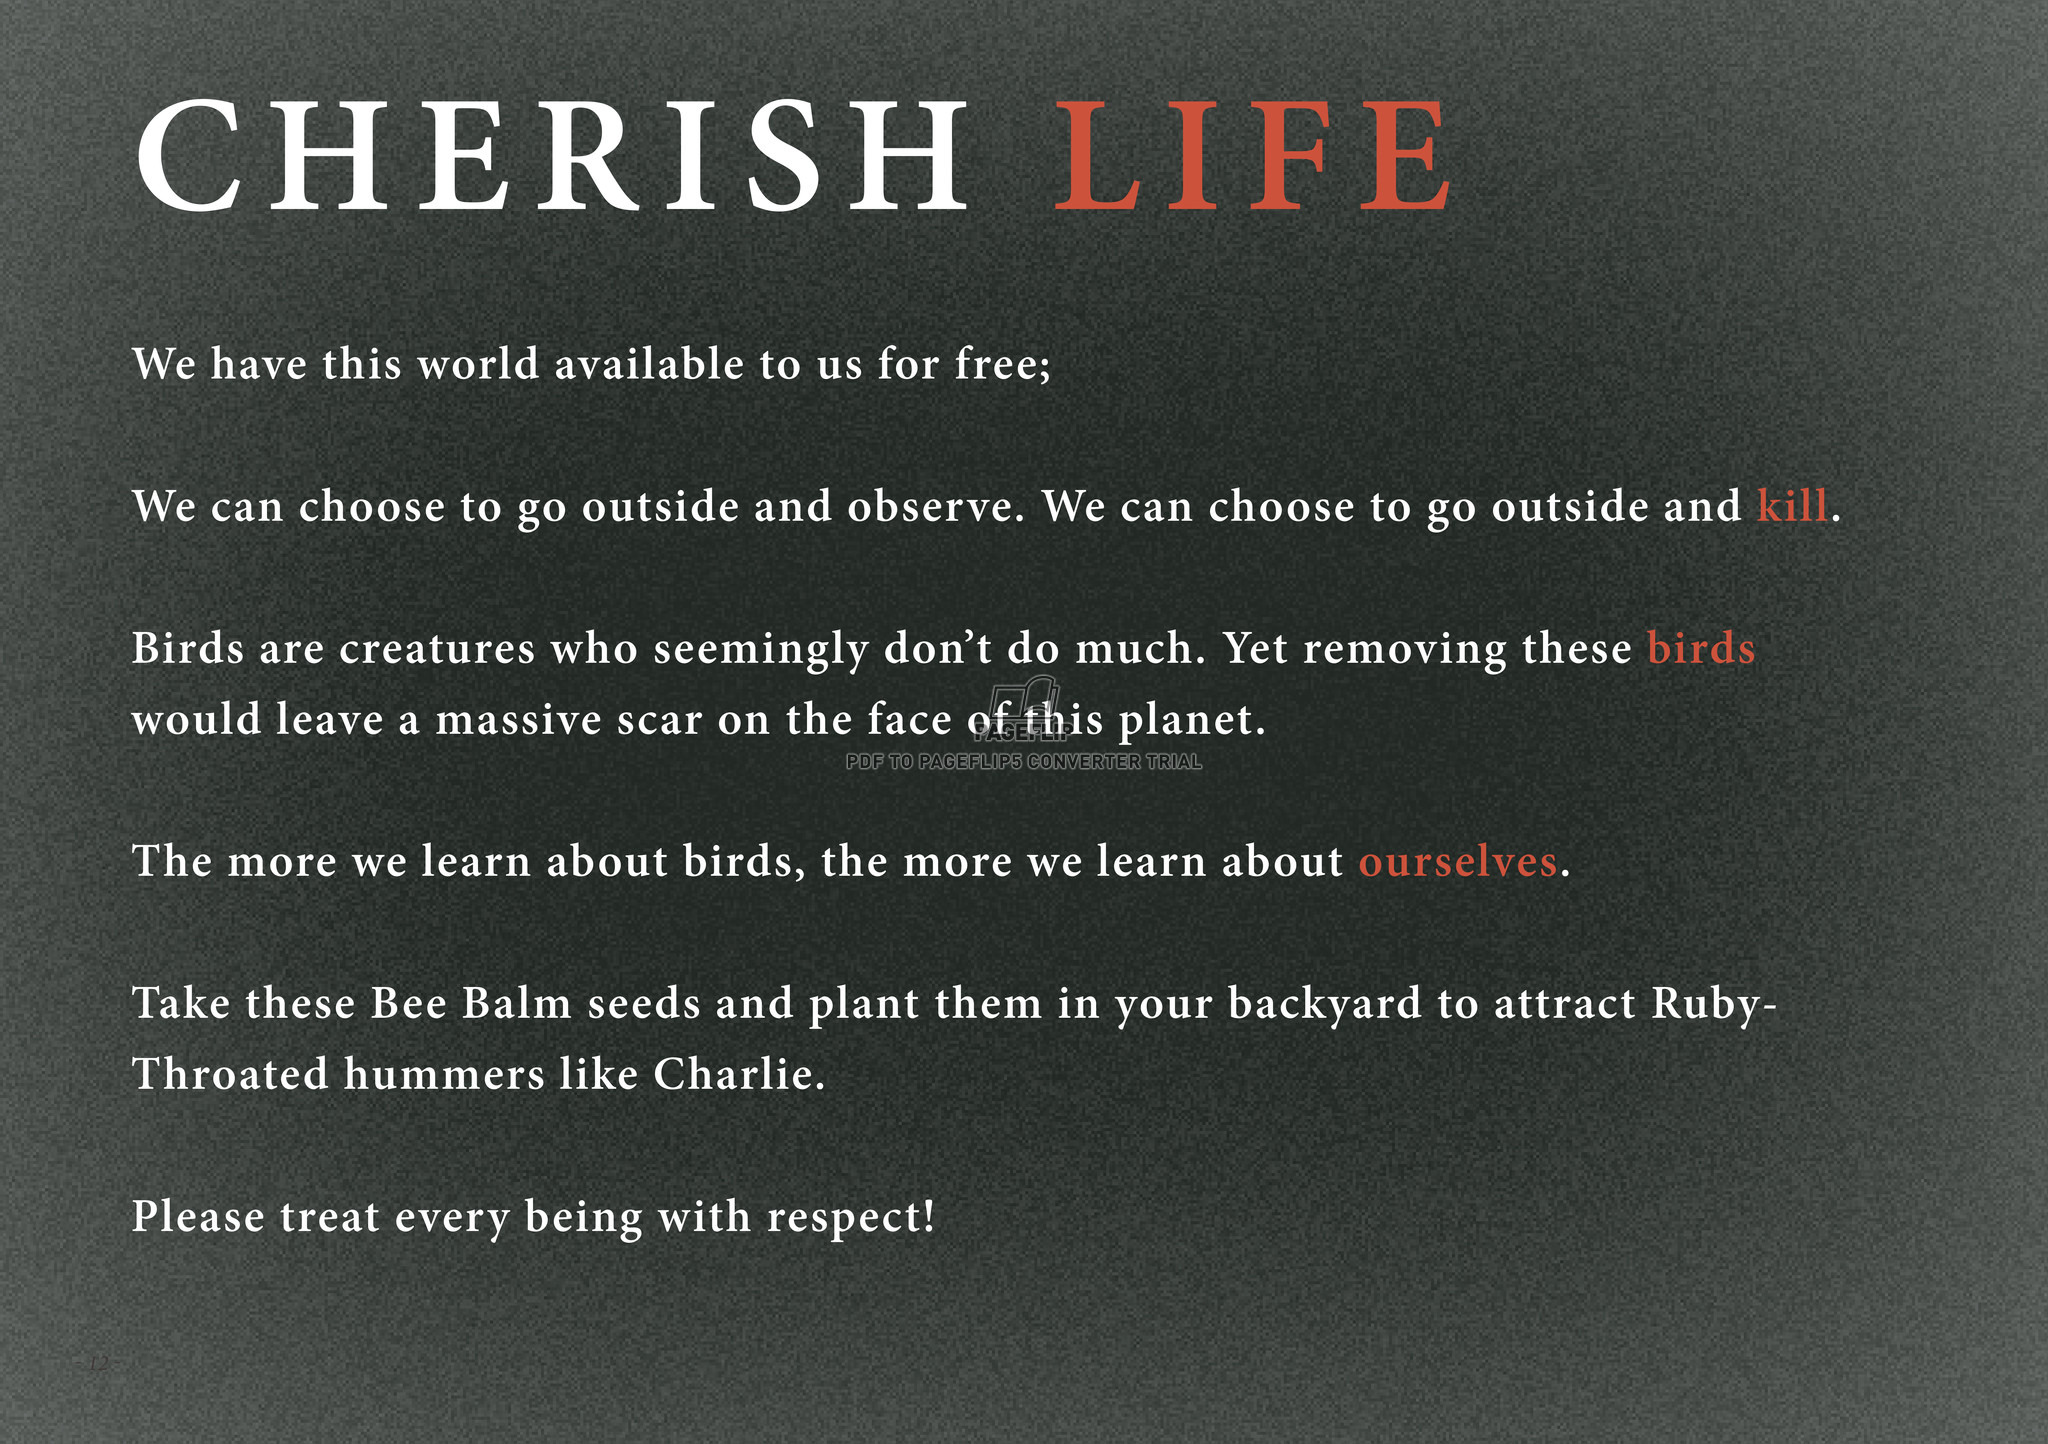 CHERISH LIFE
We have this world available to us for free;
We can choose to go outside and observe. We can choose to go outside and kill.
Birds are creatures who seemingly don’t do much. Yet removing these birds
would leave a massive scar on the face of this planet.
PAGEFLIP
PDF TO PAGEFLIP5 CONVERTER TRIAL
The more we learn about birds, the more we learn about ourselves.
Take these Bee Balm seeds and plant them in your backyard to attract Ruby-
Throated hummers like Charlie.
Please treat every being with respect!
- 12 -